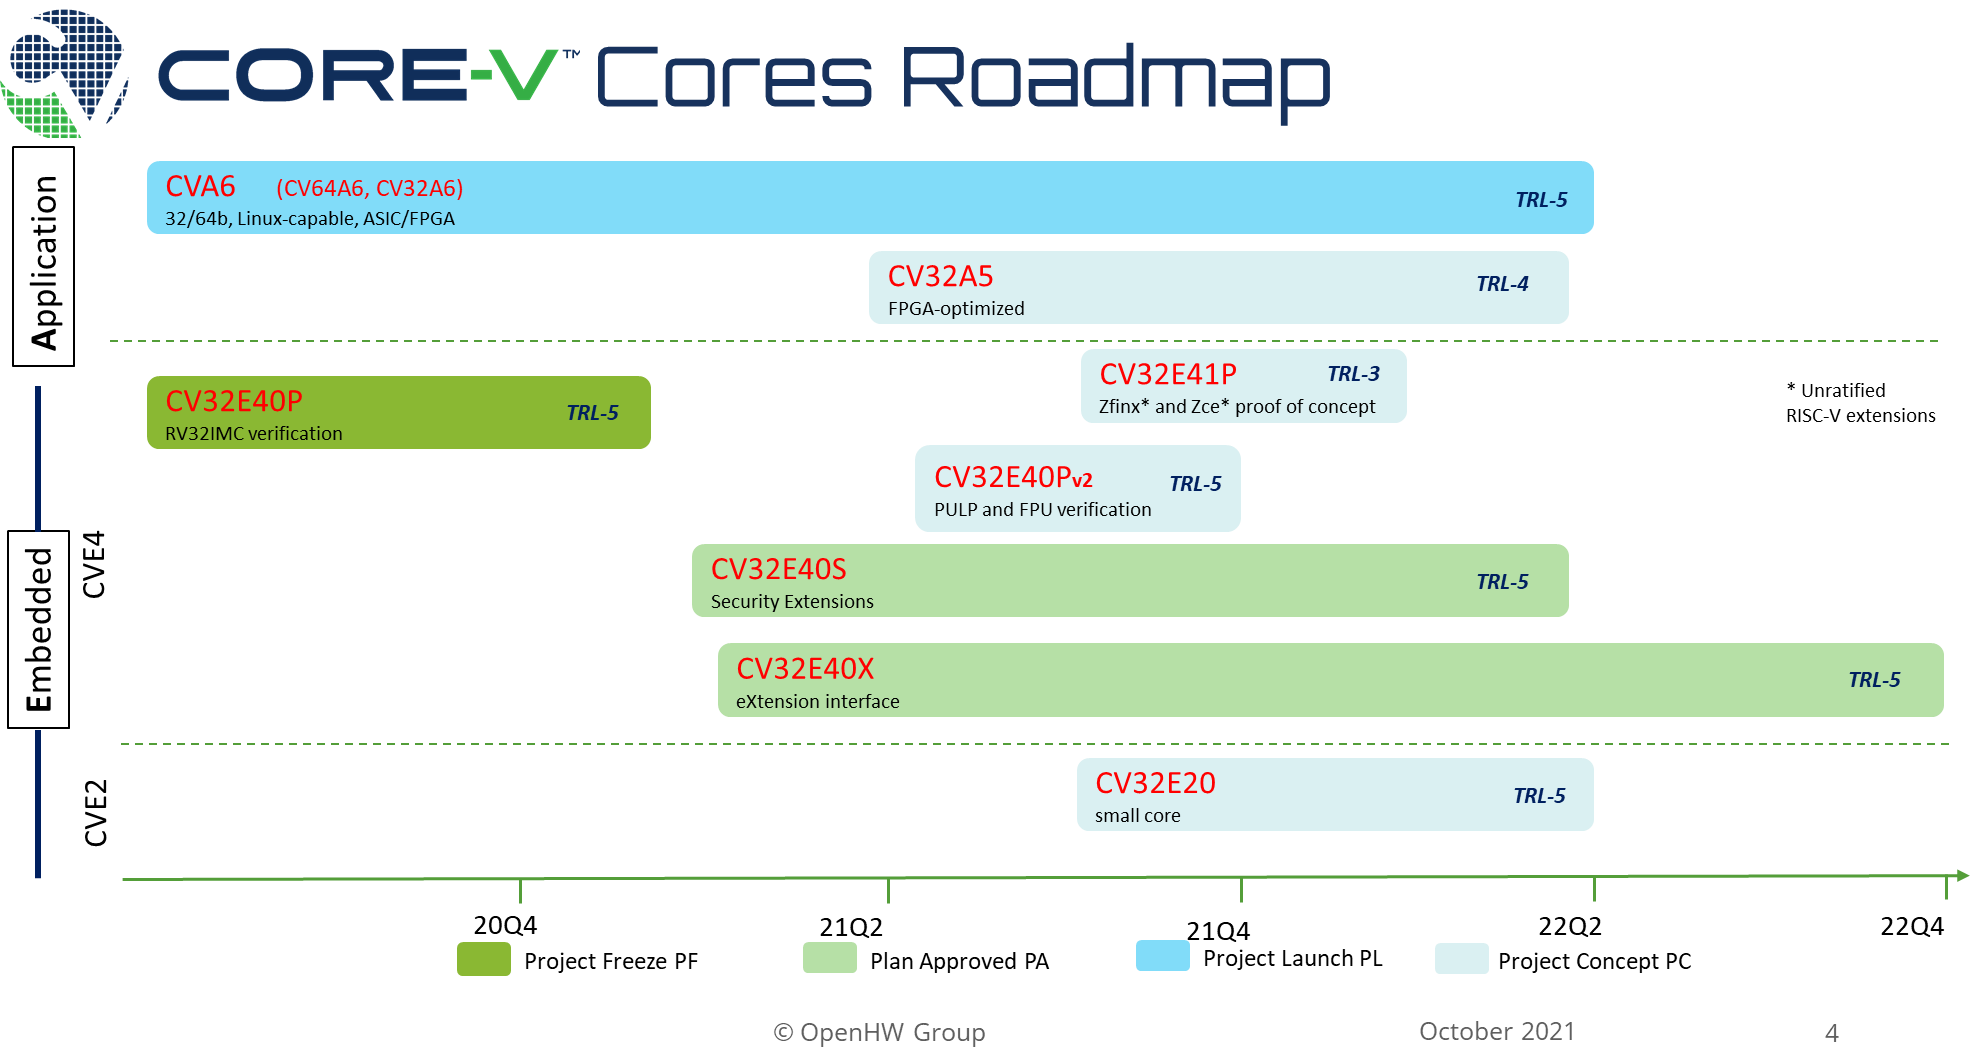 CORE-V™ Cores Roadmap
Application
CVA6 (CV64A6, CV32A6)
32/64b, Linux-capable, ASIC/FPGA
TRL-5
CV32A5
FPGA-optimized
TRL-4
CV32E41P
TRL-3
Zfinx* and Zce* proof of concept
* Unratified
RISC-V extensions
CV32E40P
RV32IMC verification
TRL-5
CV32E40Pv2
PULP and FPU verification
TRL-5
Embedded
CVE4
CV32E40S
Security Extensions
TRL-5
CV32E40X
eXtension interface
TRL-5
CVE2
CV32E20
small core
TRL-5
20Q4
21Q2
21Q4
22Q2
22Q4
Project Freeze PF
Plan Approved PA
Project Launch PL
Project Concept PC
© OpenHW Group
October 2021
4